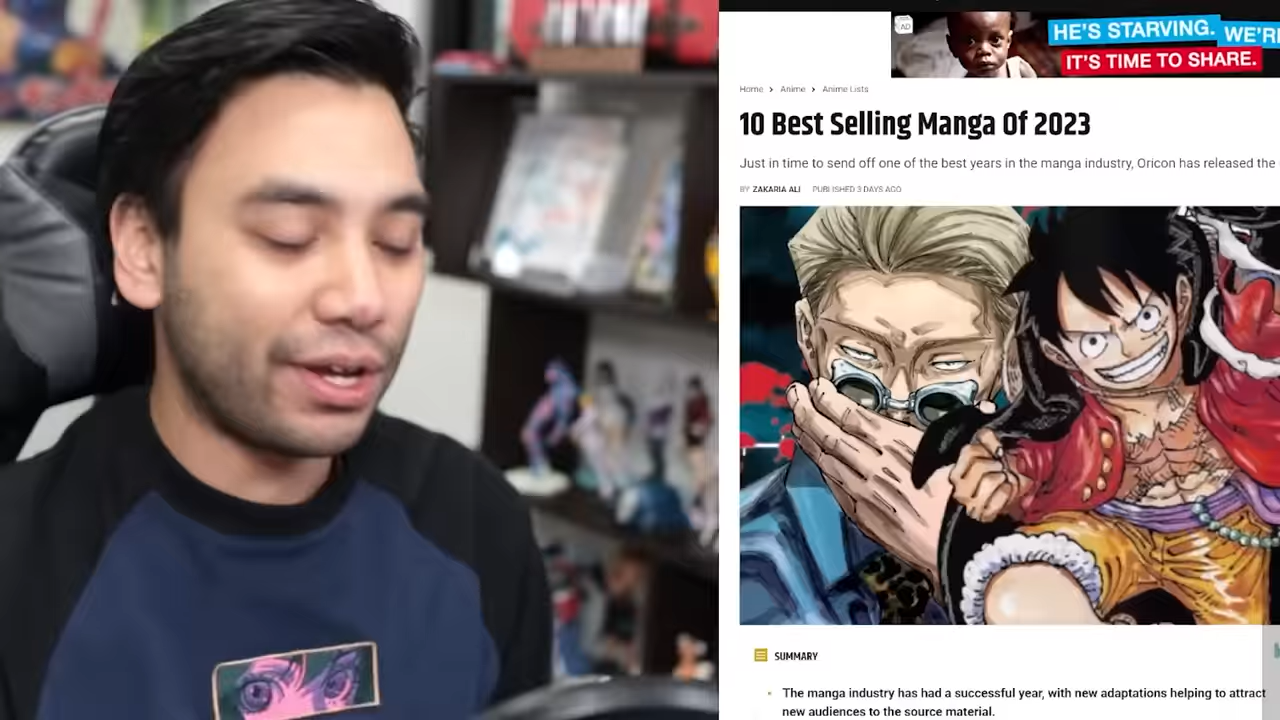 AD
HE'S STARVING.
WE'R
IT'S TIME TO SHARE.
Home > Anime > Anime Lists
10 Best Selling Manga Of 2023
Just in time to send off one of the best years in the manga industry, Oricon has released the
BY ZAKARIA ALI PUBLISHED 3 DAYS AGO
SUMMARY
The manga industry has had a successful year, with new adaptations helping to attract
new audiences to the source material.